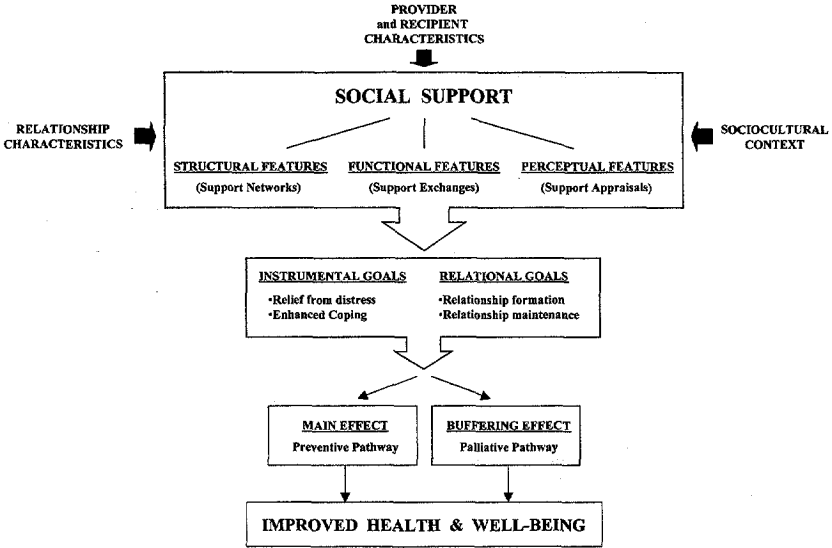 PROVIDER
and RECIPIENT
CHARACTERISTICS
SOCIAL SUPPORT
RELATIONSHIP
CHARACTERISTICS
SOCIOCULTURAL
CONTEXT
STRUCTURAL FEATURES
(Support Networks)
FUNCTIONAL FEATURES
(Support Exchanges)
PERCEPTUAL FEATURES
(Support Appraisals)
INSTRUMENTAL GOALS
•Relief from distress
•Enhanced Coping
RELATIONAL GOALS
•Relationship formation
•Relationship maintenance
MAIN EFFECT
Preventive Pathway
BUFFERING EFFECT
Palliative Pathway
IMPROVED HEALTH & WELL-BEING